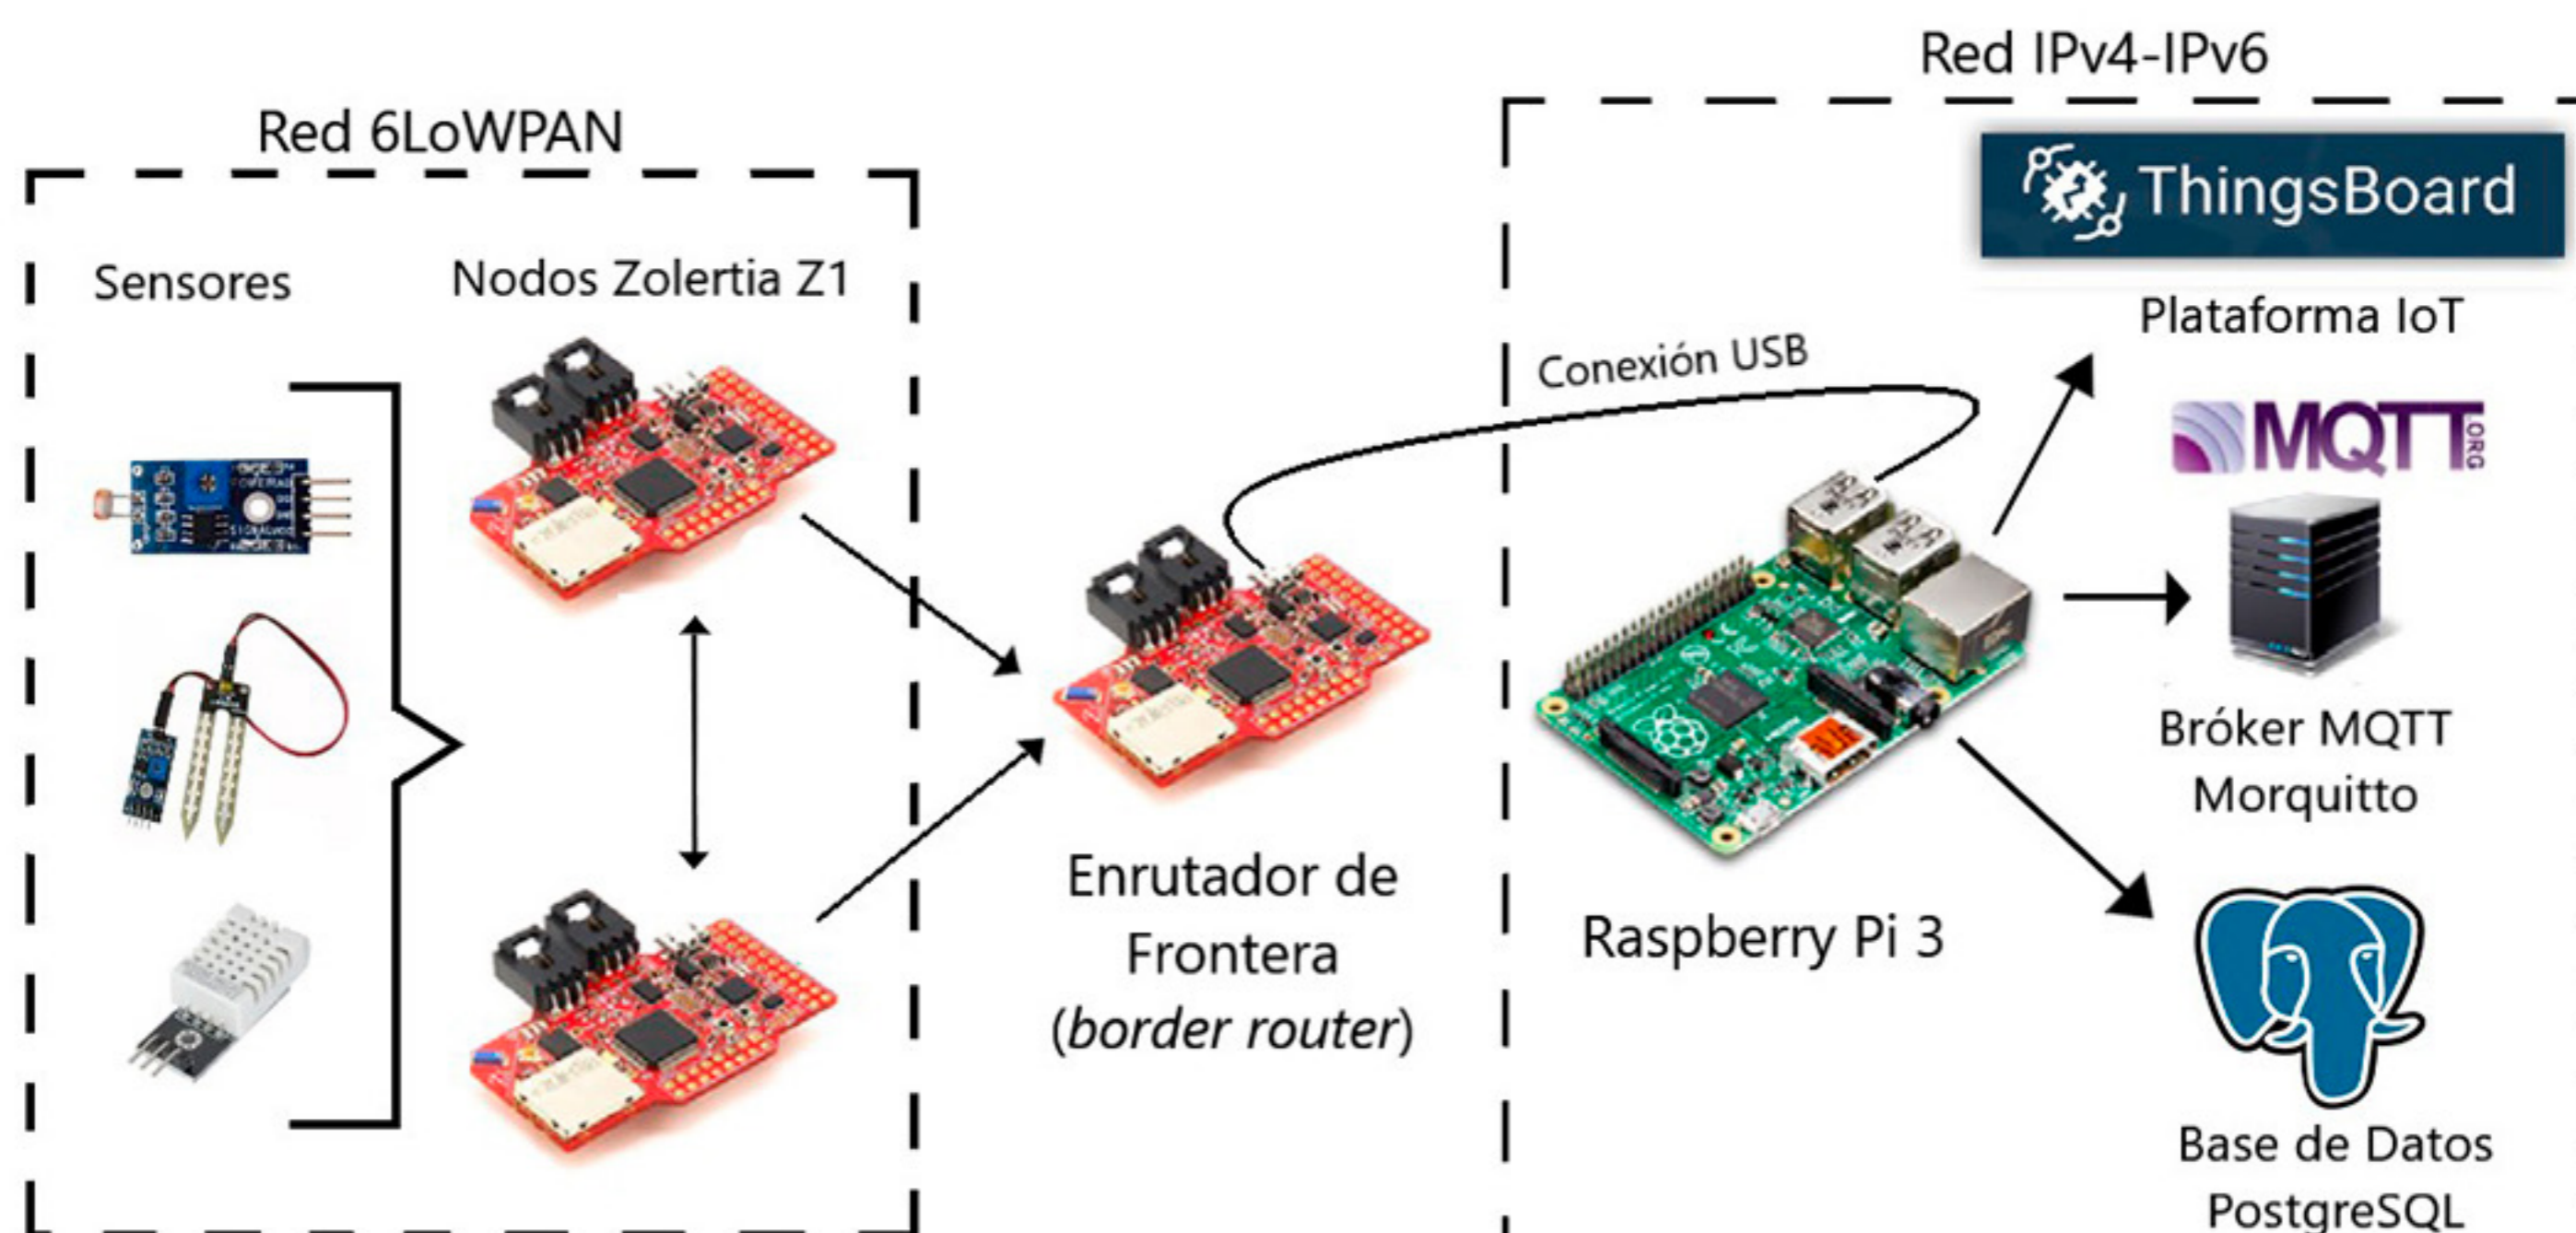 Red IPv4-IPv6
Red 6LoWPAN
ThingsBoard
Sensores
Nodos Zolertia Z1
Plataforma IoT
Conexión USB
MQTT
.ORG
Bróker MQTT
Morquitto
Enrutador de
Frontera
(border router)
Raspberry Pi 3
Base de Datos
PostgreSQL